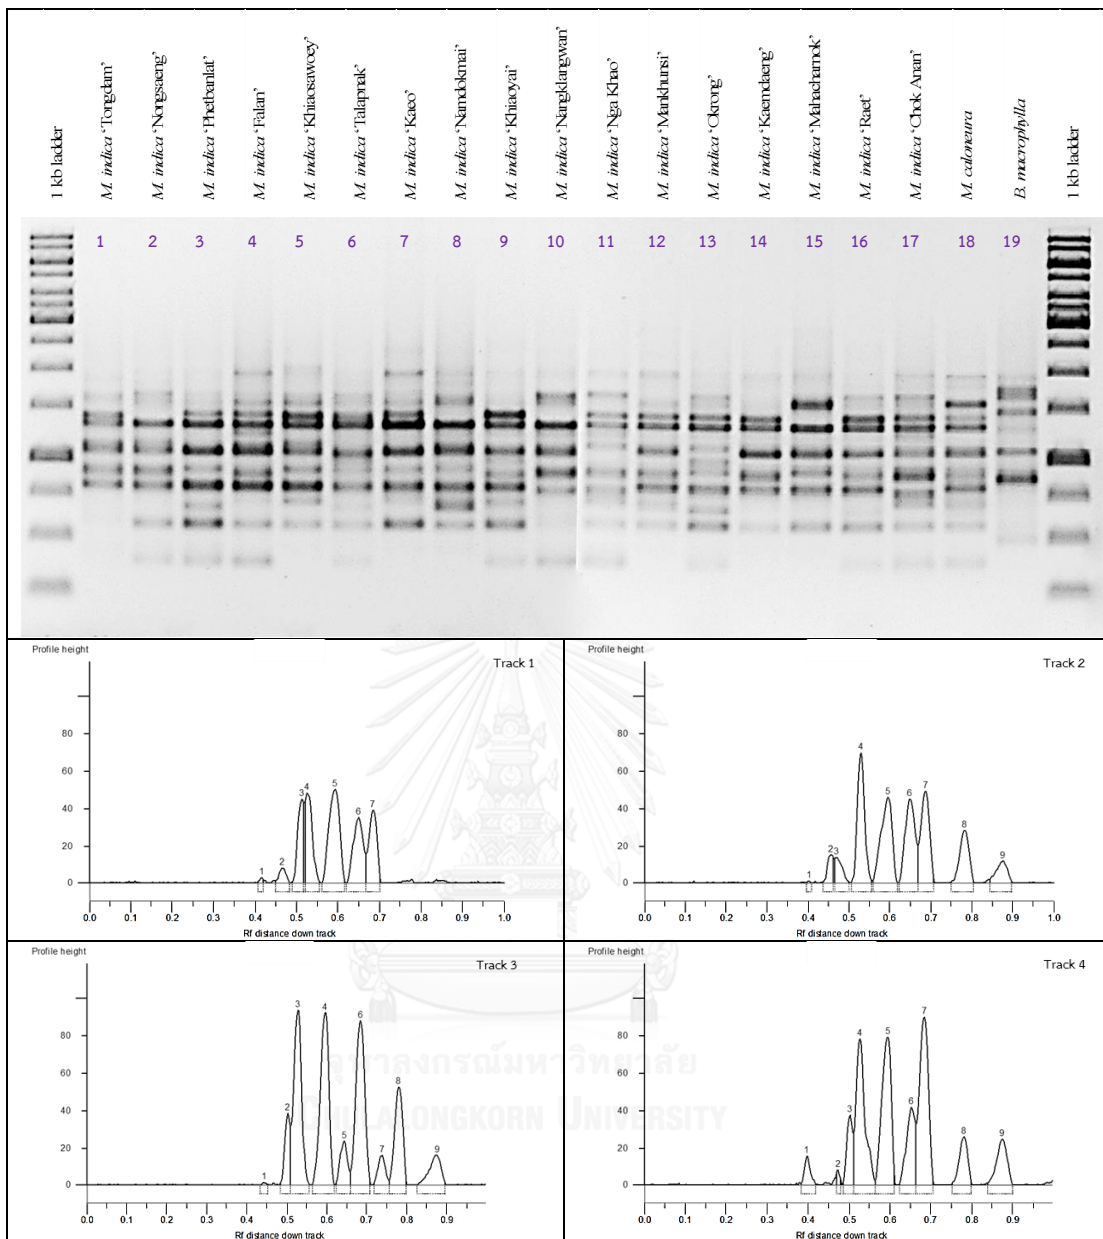 1 kb ladder
M. indica 'Tongdam'
M. indica 'Nongsaeng'
M. indica 'Phetbanlat'
M. indica 'Falan'
M. indica 'Khiaosawoey'
M. indica 'Talapnak'
M. indica 'Kaeo'
M. indica 'Namdokmai'
M. indica 'Khiaoyai'
M. indica 'Nangklangwan'
M. indica 'Nga Khao'
M. indica 'Mankhunsi'
M. indica 'Okrong'
M. indica 'Kaemdaeng'
M. indica 'Mahachamok'
M. indica 'Raet'
M. indica 'Chok Anan'
M. caloneura
B. macrophylla
1 kb ladder
1 2 3 4 5 6 7 8 9 10 11 12 13 14 15 16 17 18 19
Profile height
Track 1
80
60
40
20
0
1 2 3 4 5 6 7
0.0 0.1 0.2 0.3 0.4 0.5 0.6 0.7 0.8 0.9 1.0
Rf distance down track
Profile height
Track 2
80
60
40
20
0
1 2 3 4 5 6 7 8 9
0.0 0.1 0.2 0.3 0.4 0.5 0.6 0.7 0.8 0.9 1.0
Rf distance down track
Profile height
Track 3
80
60
40
20
0
1 2 3 4 5 6 7 8 9
0.0 0.1 0.2 0.3 0.4 0.5 0.6 0.7 0.8 0.9
Rf distance down track
Profile height
Track 4
80
60
40
20
0
1 2 3 4 5 6 7 8 9
0.0 0.1 0.2 0.3 0.4 0.5 0.6 0.7 0.8 0.9
Rf distance down track
จุฬาลงกรณ์มหาวิทยาลัย
CHULALONGKORN UNIVERSITY